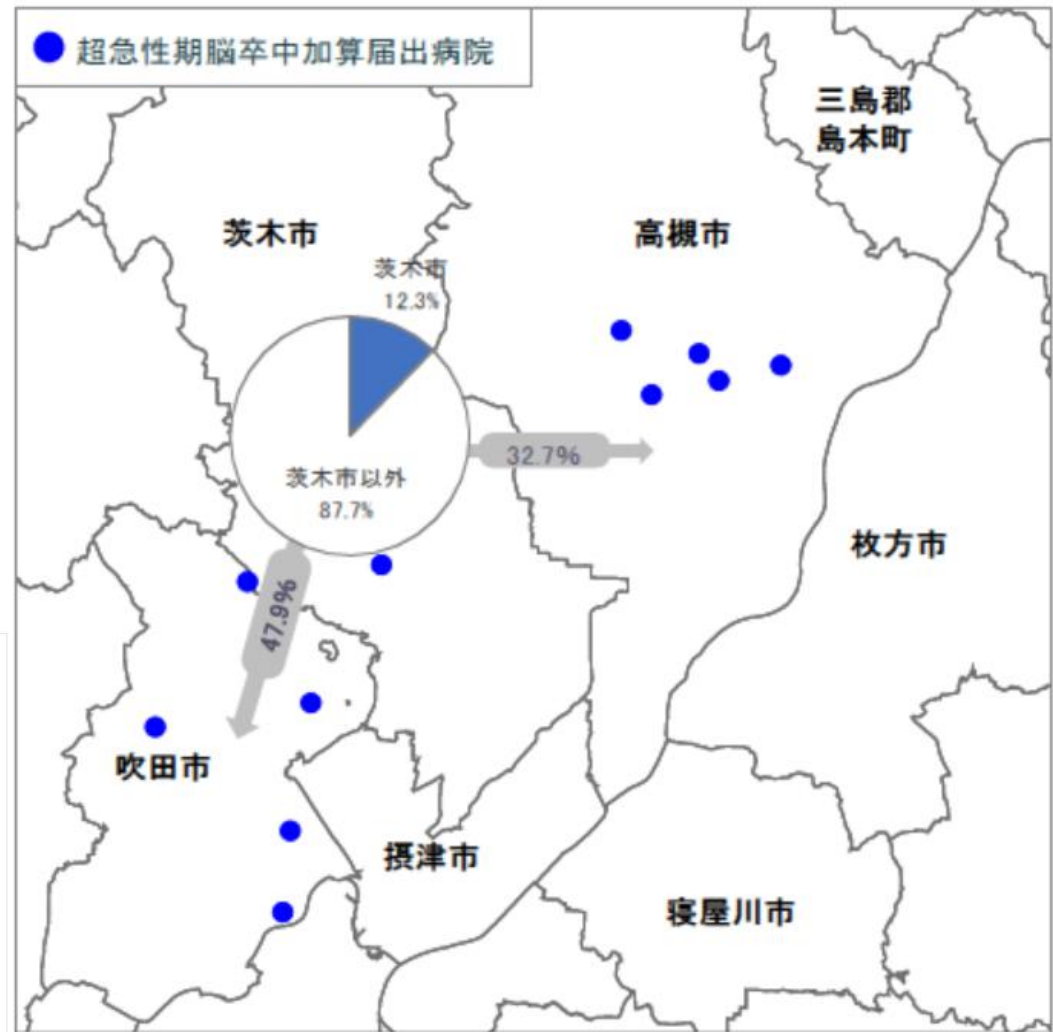 超急性期脳卒中加算届出病院
三島郡
島本町
茨木市
高槻市
茨木市
12.3%
32.7%
茨木市以外
87.7%
枚方市
47.9%
吹田市
摂津市
寝屋川市